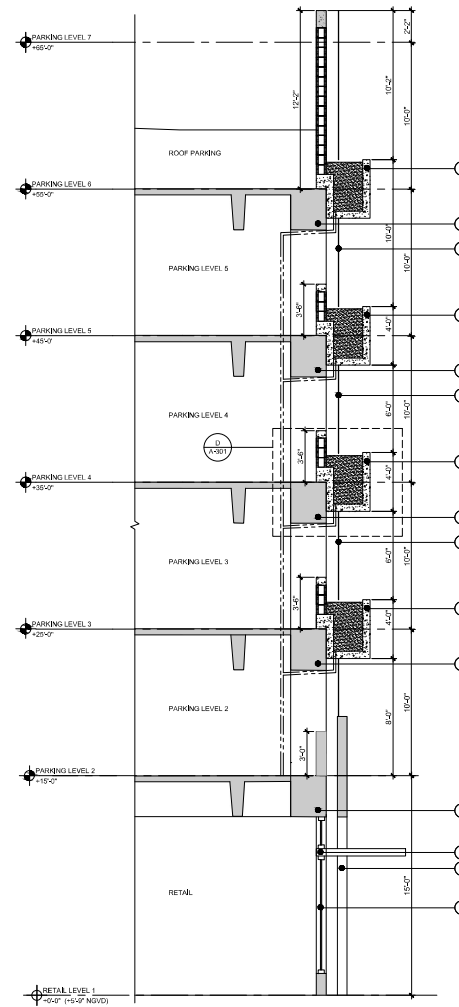 2'-2"
PARKING LEVEL 7
+65'-0"
12'-2"
10'-2"
10'-0"
ROOF PARKING
PARKING LEVEL 6
+55'-0"
10'-0"
10'-0"
PARKING LEVEL 5
3'-6"
4'-0"
PARKING LEVEL 5
+45'-0'
6'-0"
10'-0"
PARKING LEVEL 4
D
A-301
3'-6"
4'-0"
PARKING LEVEL 4
+35'-0"
6'-0"
10'-0"
PARKING LEVEL 3
3'-6"
4'-0"
PARKING LEVEL 3
+25'-0"
8'-0"
10'-0"
PARKING LEVEL 2
3'-0"
PARKING LEVEL 2
+15'-0"
15'-0"
RETAIL
RETAIL LEVEL 1
+0'-0" (+5'-9" NGVD)